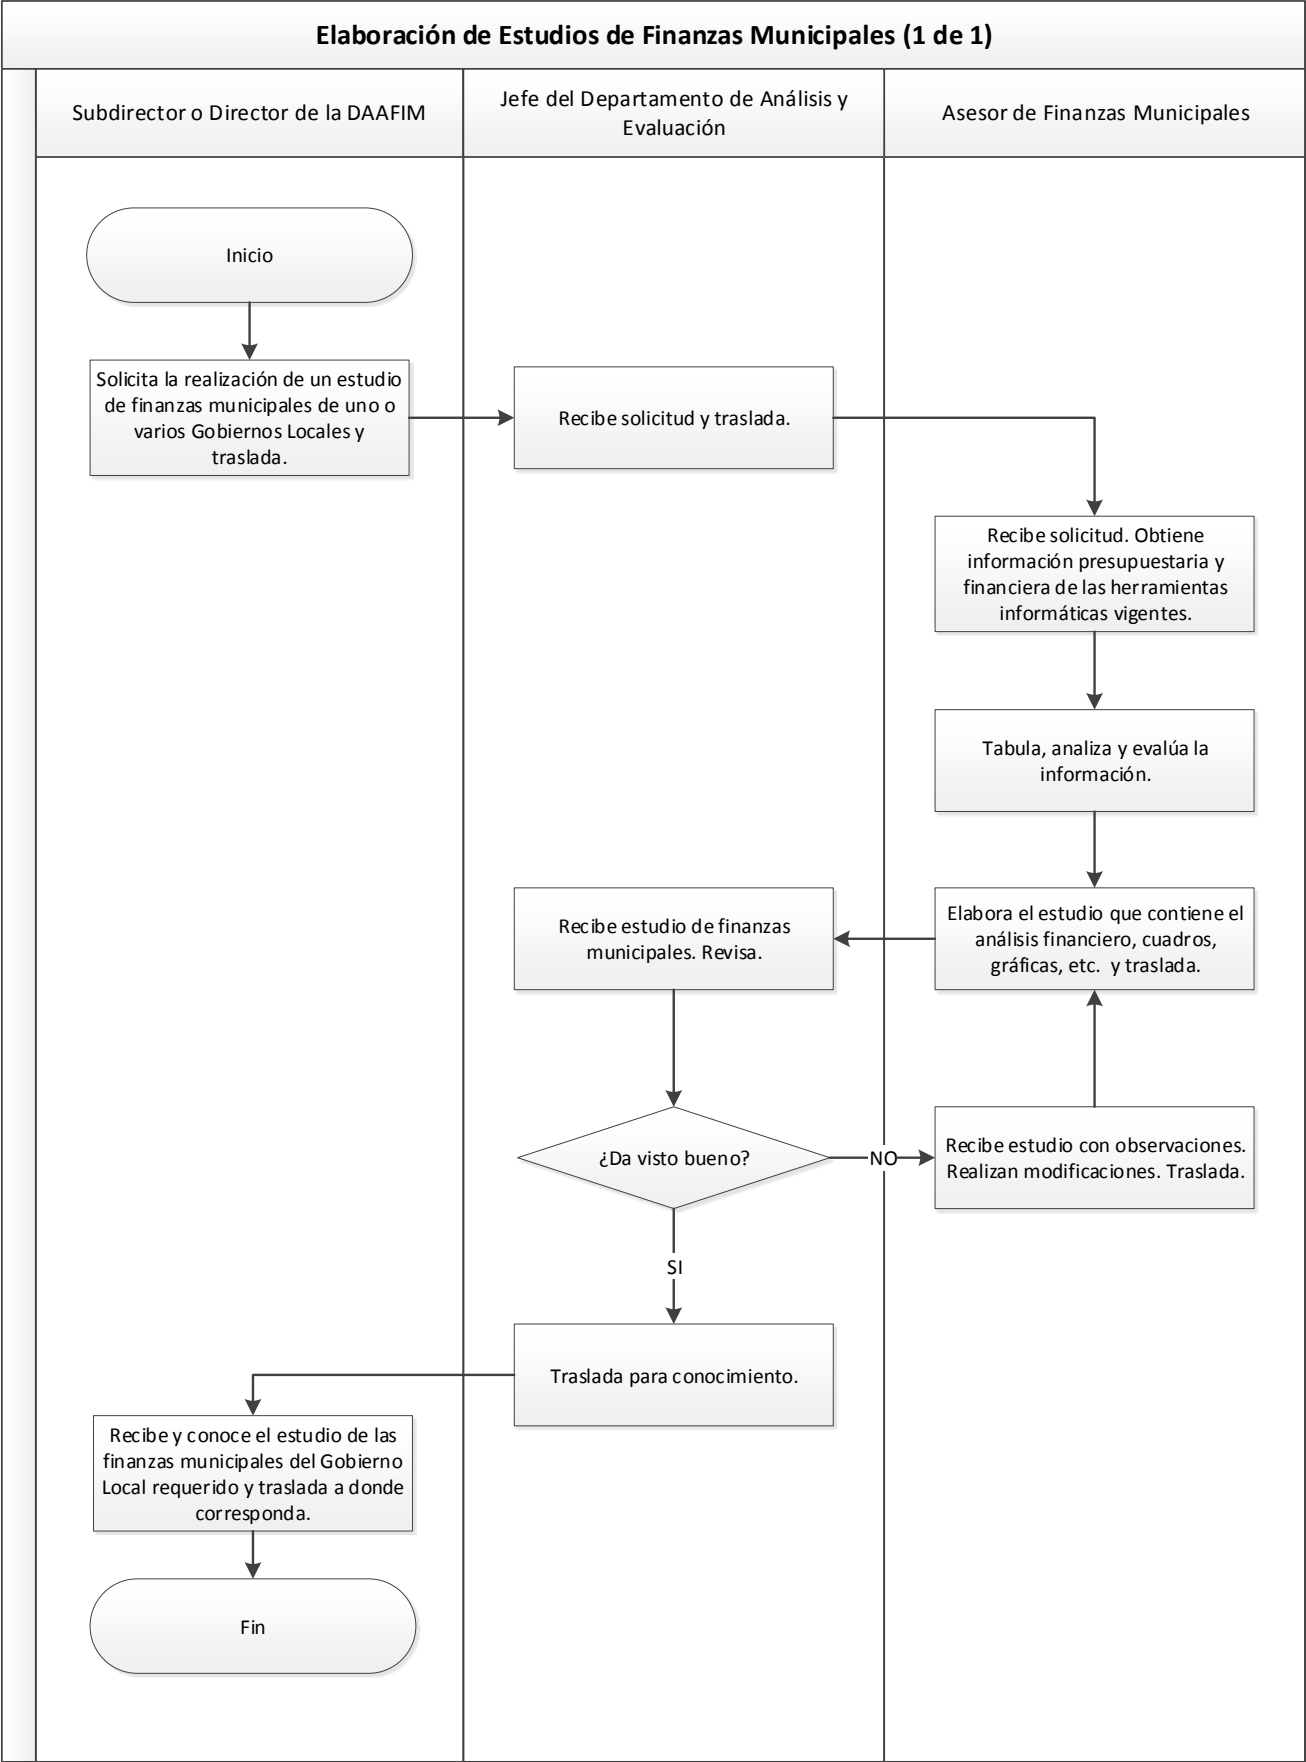 Elaboración de Estudios de Finanzas Municipales (1 de 1)
Subdirector o Director de la DAAFIM
Jefe del Departamento de Análisis y
Evaluación
Asesor de Finanzas Municipales
Inicio
Solicita la realización de un estudio
de finanzas municipales de uno o
varios Gobiernos Locales y
traslada.
Recibe solicitud y traslada.
Recibe solicitud. Obtiene
información presupuestaria y
financiera de las herramientas
informáticas vigentes.
Tabula, analiza y evalúa la
información.
Elabora el estudio que contiene el
análisis financiero, cuadros,
gráficas, etc. y traslada.
Recibe estudio de finanzas
municipales. Revisa.
¿Da visto bueno?
NO
Recibe estudio con observaciones.
Realizan modificaciones. Traslada.
SI
Traslada para conocimiento.
Recibe y conoce el estudio de las
finanzas municipales del Gobierno
Local requerido y traslada a donde
corresponda.
Fin